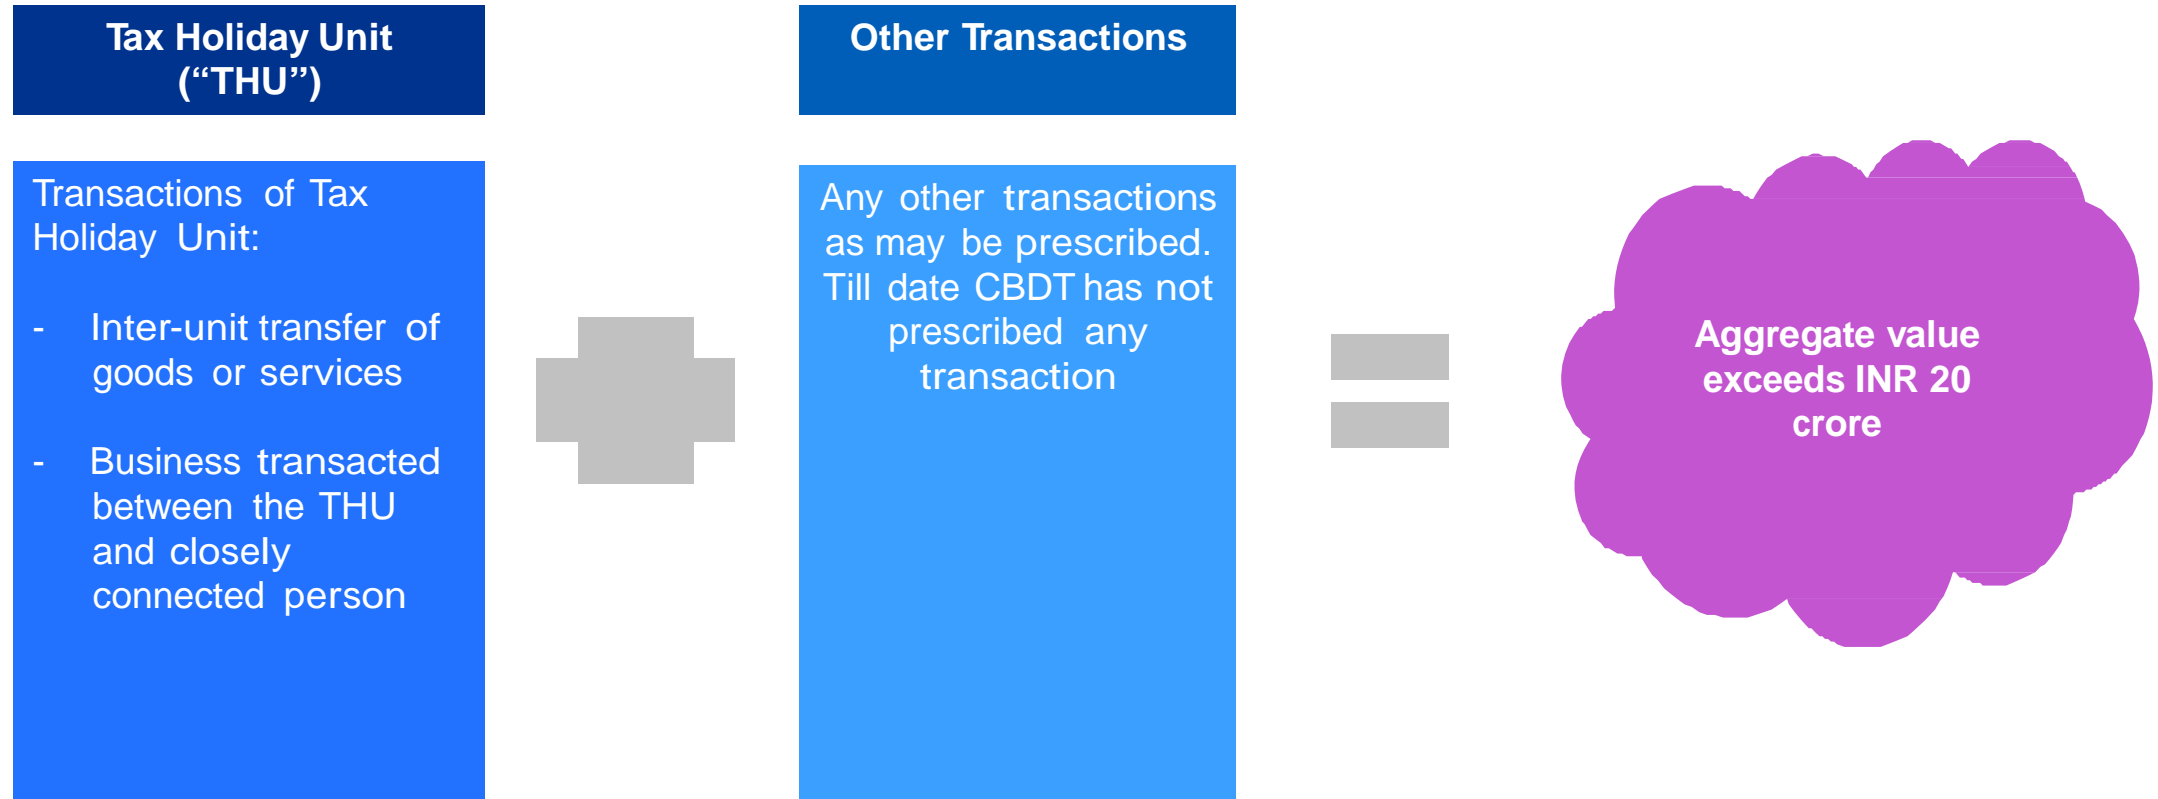 Tax Holiday Unit
(“THU”)
Transactions of Tax
Holiday Unit:
- Inter-unit transfer of
goods or services
- Business transacted
between the THU
and closely
connected person
Other Transactions
Any other transactions
as may be prescribed.
Till date CBDT has not
prescribed any
transaction
Aggregate value
exceeds INR 20
crore